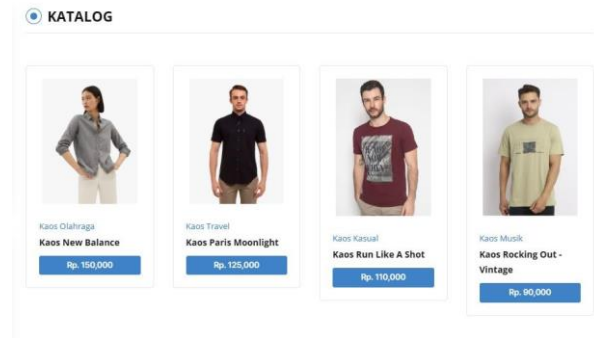 KATALOG
Kaos Olahraga
Kaos New Balance
Rp. 150,000
Kaos Travel
Kaos Paris Moonlight
Rp. 125,000
Kaos Kasual
Kaos Run Like A Shot
Rp. 110,000
Kaos Musik
Kaos Rocking Out -
Vintage
Rp. 90,000